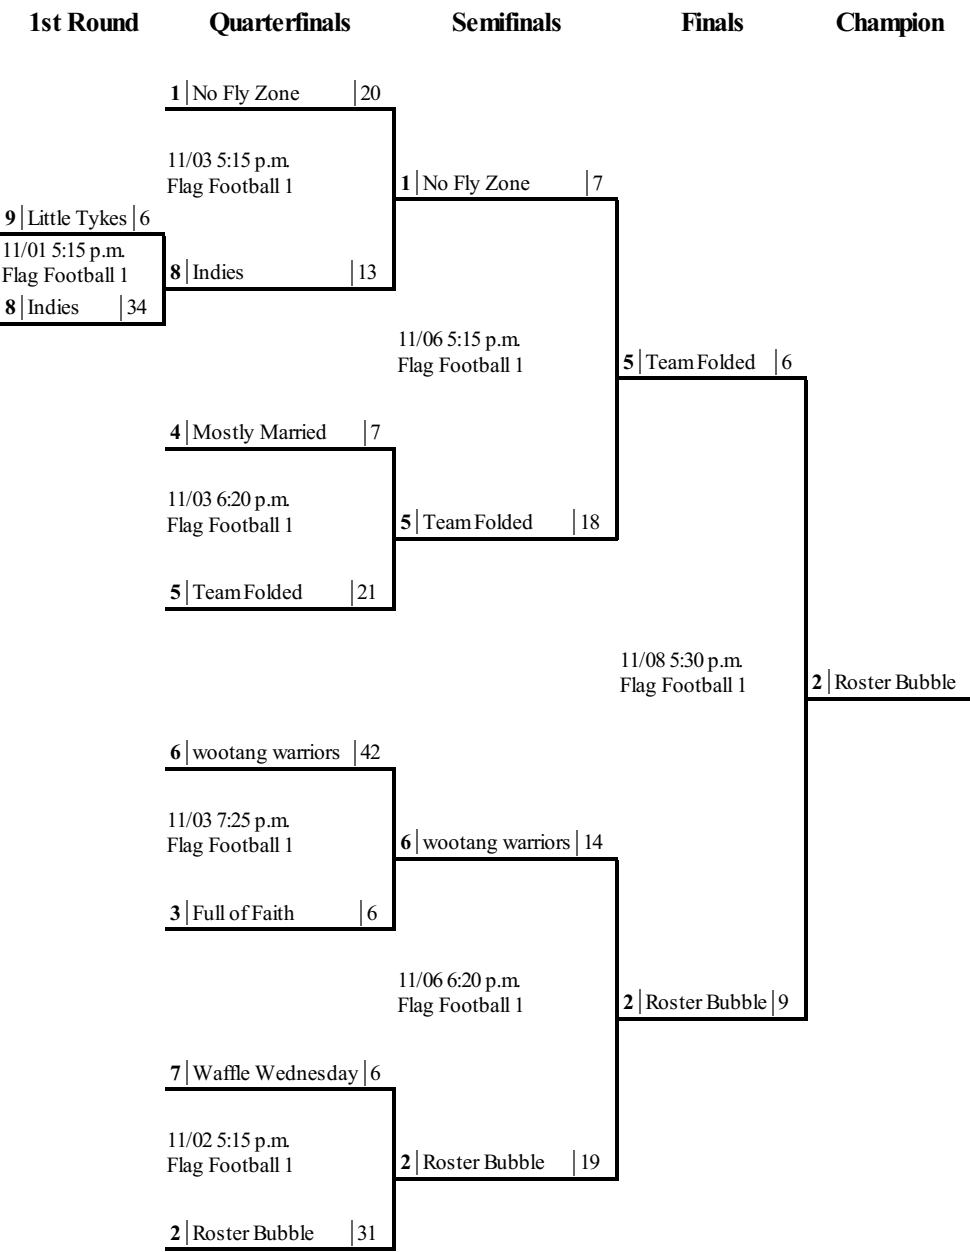 1st Round Quarterfinals Semifinals Finals Champion
1 No Fly Zone 20
11/03 5:15 p.m.
Flag Football 1
1 No Fly Zone 7
9 Little Tykes 6
11/01 5:15 p.m.
Flag Football 1
8 Indies 34
8 Indies 13
11/06 5:15 p.m.
Flag Football 1
5 Team Folded 6
4 Mostly Married 7
11/03 6:20 p.m.
Flag Football 1
5 Team Folded 18
5 Team Folded 21
11/08 5:30 p.m.
Flag Football 1
2 Roster Bubble
6 wootang warriors 42
11/03 7:25 p.m.
Flag Football 1
6 wootang warriors 14
3 Full of Faith 6
11/06 6:20 p.m.
Flag Football 1
2 Roster Bubble 9
7 Waffle Wednesday 6
11/02 5:15 p.m.
Flag Football 1
2 Roster Bubble 19
2 Roster Bubble 31